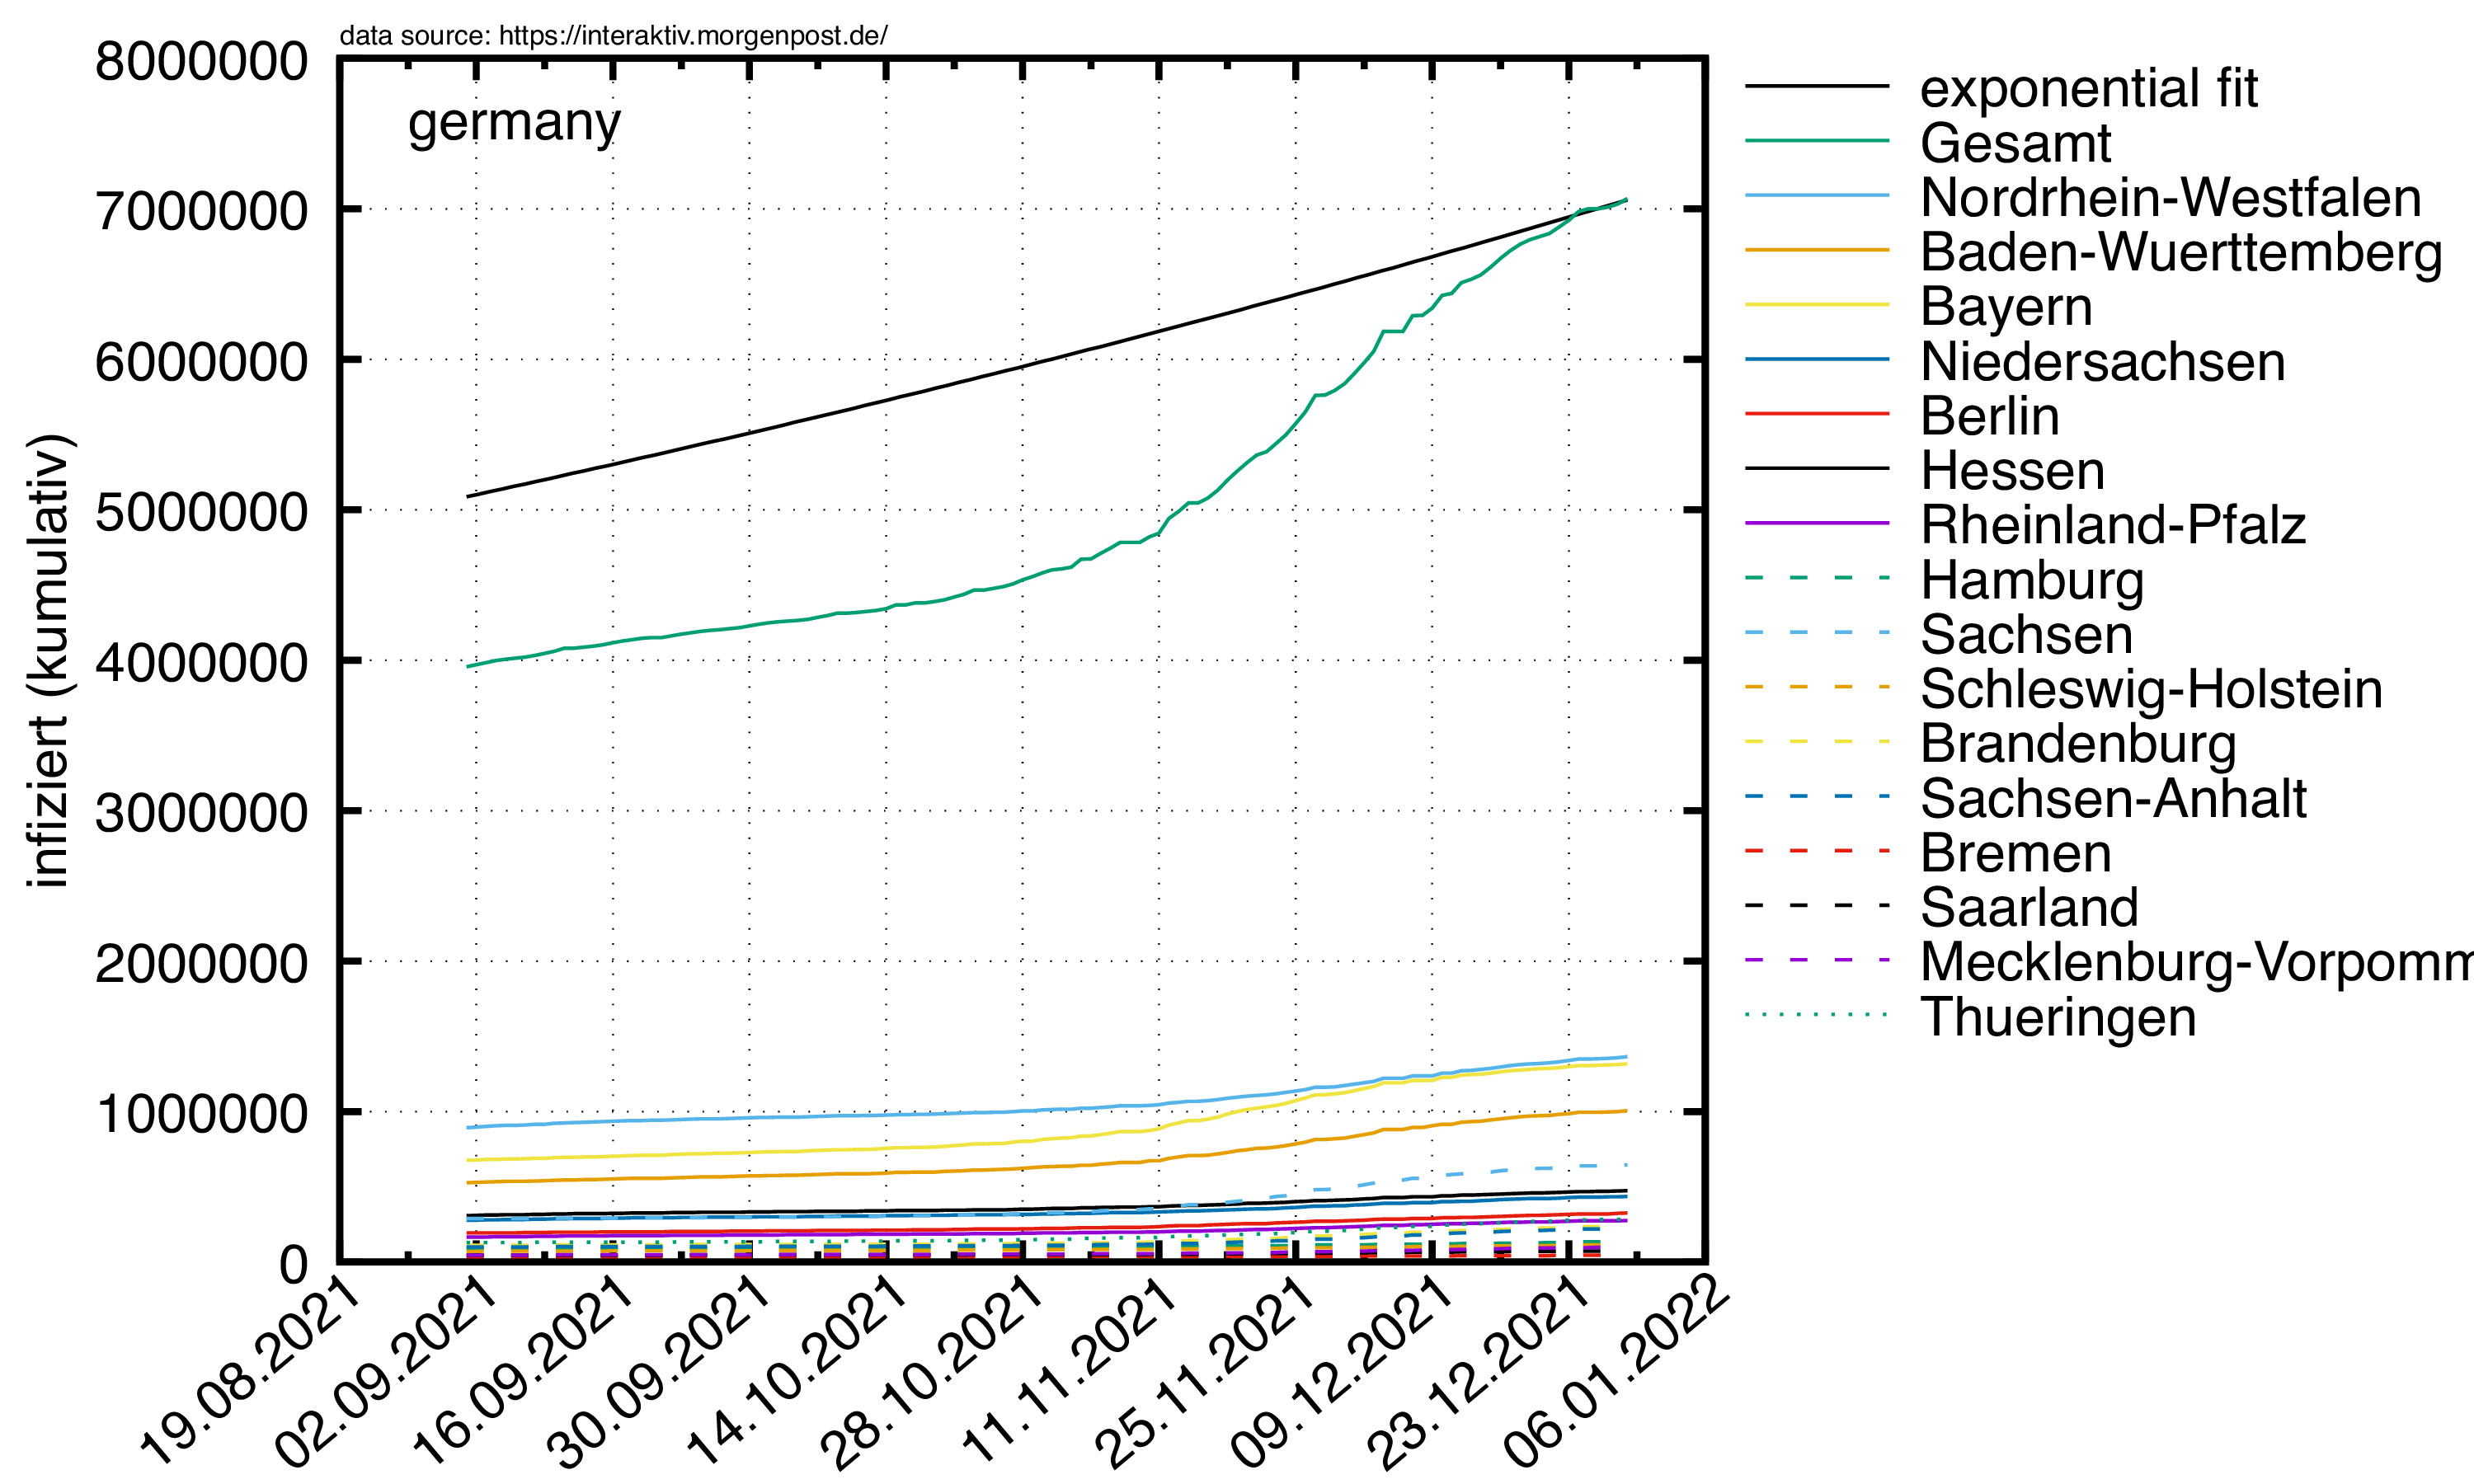 data source: https://interaktiv.morgenpost.de/
germany
infiziert (kumulativ)
8000000
7000000
6000000
5000000
4000000
3000000
2000000
1000000
0
19.08.2021
02.09.2021
16.09.2021
30.09.2021
14.10.2021
28.10.2021
11.11.2021
25.11.2021
09.12.2021
23.12.2021
06.01.2022
exponential fit
Gesamt
Nordrhein-Westfalen
Baden-Wuerttemberg
Bayern
Niedersachsen
Berlin
Hessen
Rheinland-Pfalz
Hamburg
Sachsen
Schleswig-Holstein
Brandenburg
Sachsen-Anhalt
Bremen
Saarland
Mecklenburg-Vorpomm
Thueringen